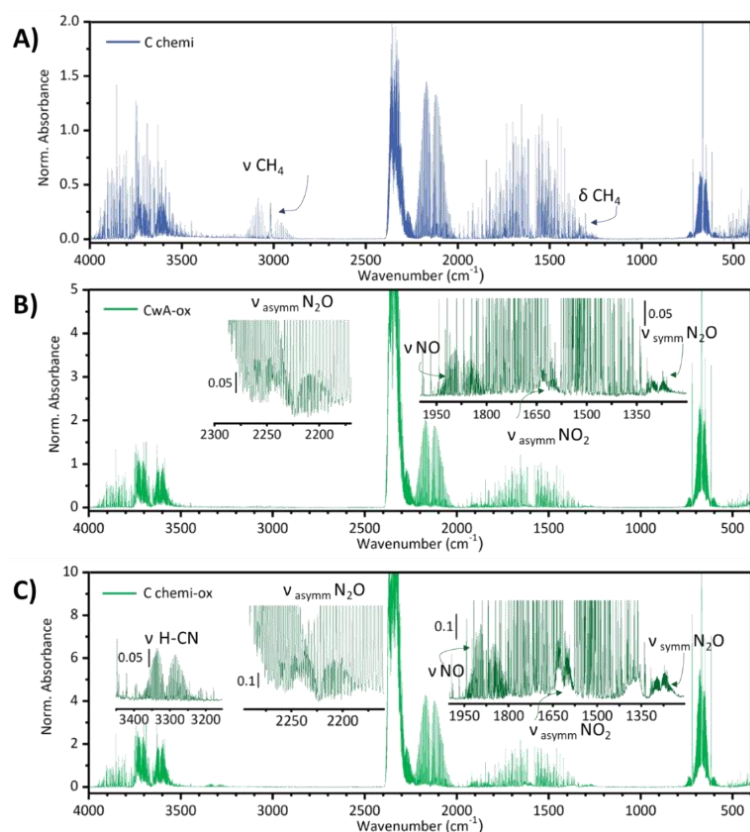 A)
C chemi
Norm. Absorbance
2.0
1.5
1.0
0.5
0.0
ν CH4
δ CH4
4000 3500 3000 2500 2000 1500 1000 500
Wavenumber (cm-1)
B)
CwA-ox
Norm. Absorbance
5
4
3
2
1
0
ν asymm N2O
0.05
2300 2250 2200
0.05
ν NO
ν symm N2O
1950 1800 1650 1500 1350
ν asymm NO2
4000 3500 3000 2500 2000 1500 1000 500
Wavenumber (cm-1)
C)
C chemi-ox
Norm. Absorbance
10
8
6
4
2
0
ν H-CN
0.05
3450 3350 3300 3200
ν asymm N2O
0.1
2250 2200
0.1
ν NO
ν symm N2O
1950 1800 1650 1500 1350
ν asymm NO2
4000 3500 3000 2500 2000 1500 1000 500
Wavenumber (cm-1)